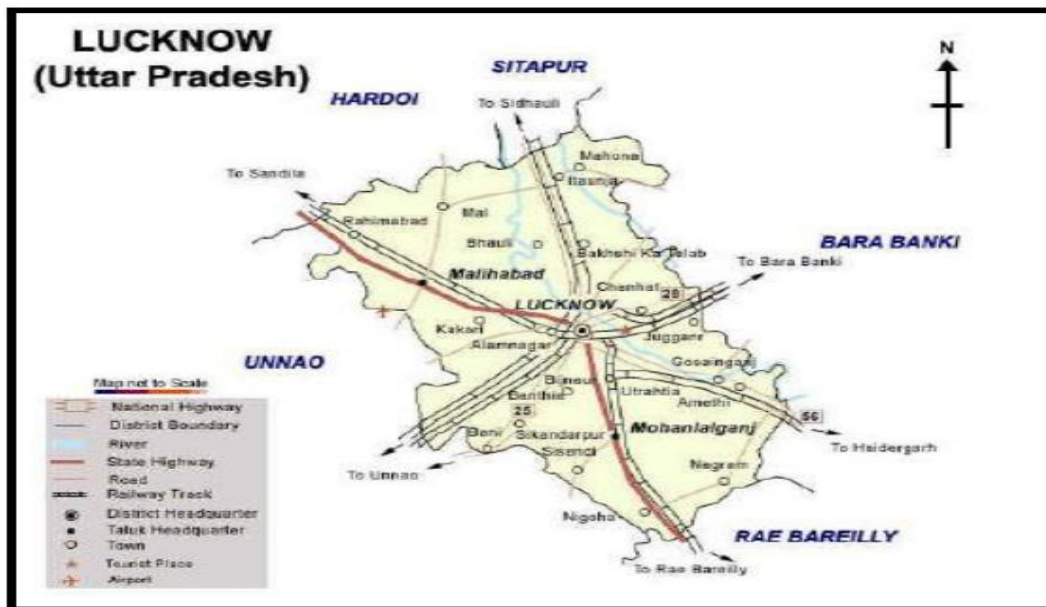 LUCKNOW
(Uttar Pradesh)
N
SITAPUR
HARDOI
To Sidhauli
Mahona
Itaunja
To Sandila
Mal
Rahimabad
BARA BANKI
Bhauli
Bakhshi Ka Talab
To Bara Banki
Malihabad
Chenhat
28
LUCKNOW
Kakori
Juggaur
Alamnagar
UNNAO
Gosainganj
Bijnaur
Utrahtia
Banthra
Amethi
25
56
Beni
Sikandarpur
Mohanlalganj
To Haidergarh
Sisendi
To Unnao
Nagram
Nigoha
RAE BAREILLY
To Rae Bareilly
Map not to Scale
National Highway
District Boundary
River
State Highway
Road
Railway Track
District Headquarter
Taluk Headquarter
Town
Tourist Place
Airport